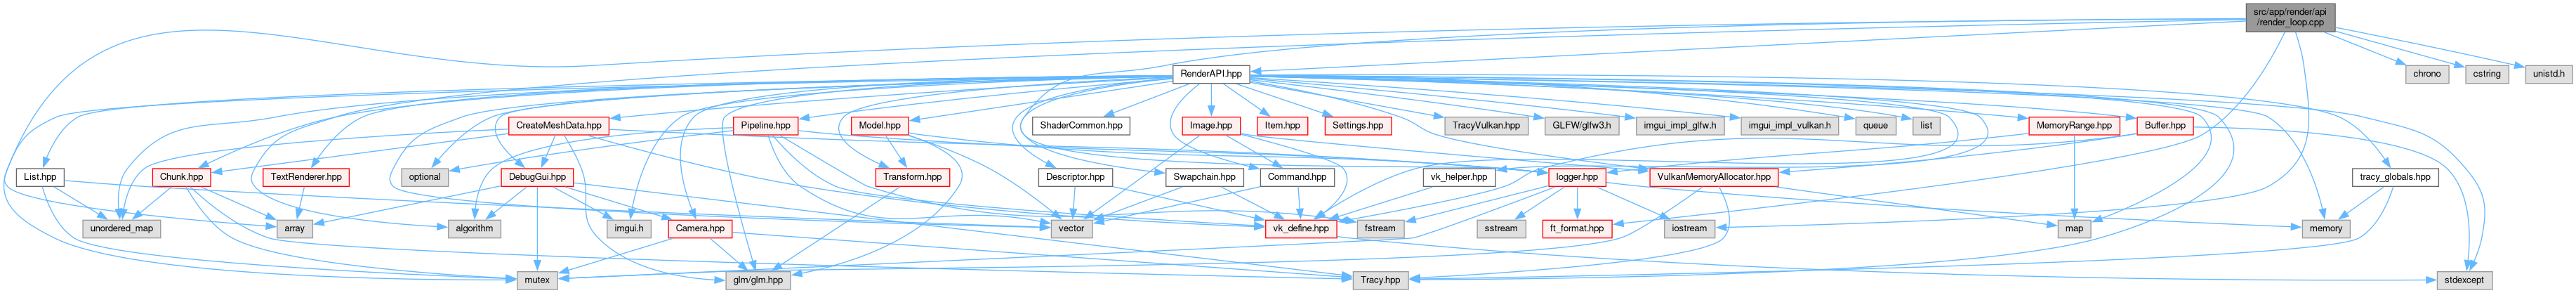 src/app/render/api
/render_loop.cpp
RenderAPI.hpp
chrono
cstring
unistd.h
CreateMeshData.hpp
Pipeline.hpp
Model.hpp
ShaderCommon.hpp
Image.hpp
Item.hpp
Settings.hpp
TracyVulkan.hpp
GLFW/glfw3.h
imgui_impl_glfw.h
imgui_impl_vulkan.h
queue
list
MemoryRange.hpp
Buffer.hpp
List.hpp
Chunk.hpp
TextRenderer.hpp
optional
DebugGui.hpp
Transform.hpp
Descriptor.hpp
Swapchain.hpp
Command.hpp
vk_helper.hpp
logger.hpp
VulkanMemoryAllocator.hpp
tracy_globals.hpp
unordered_map
array
algorithm
imgui.h
Camera.hpp
vector
vk_define.hpp
fstream
sstream
ft_format.hpp
iostream
map
memory
mutex
glm/glm.hpp
Tracy.hpp
stdexcept